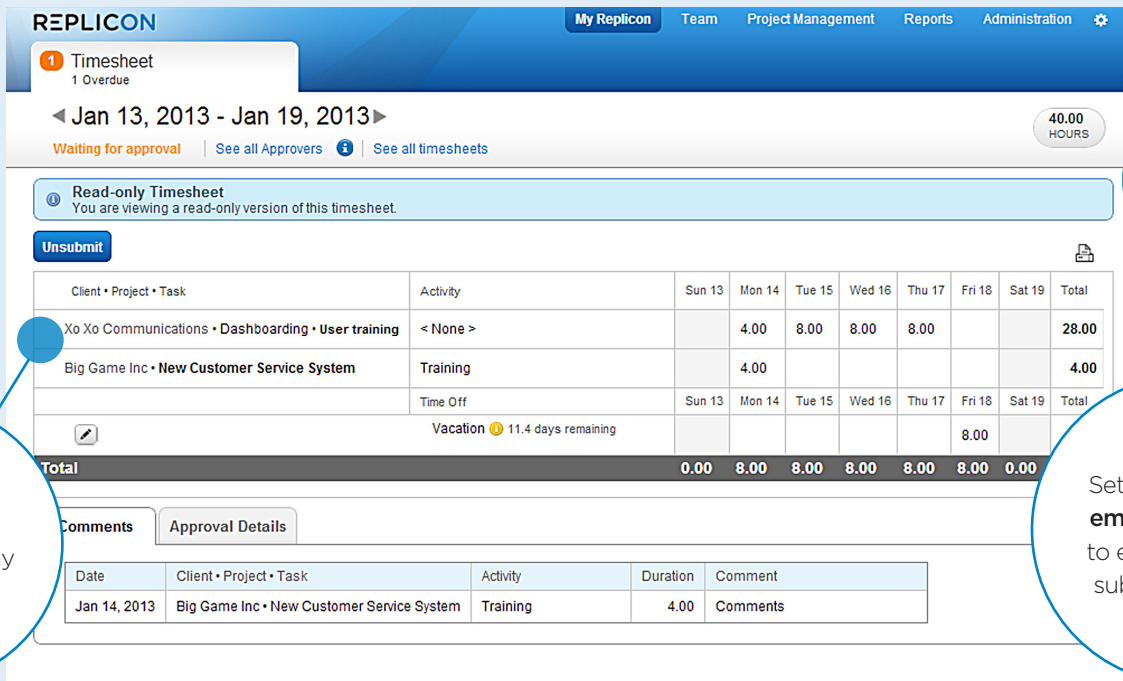 REPLICON
My Replicon Team Project Management Reports Administration
1 Timesheet
1 Overdue
Jan 13, 2013 - Jan 19, 2013
40.00
HOURS
Waiting for approval See all Approvers See all timesheets
Read-only Timesheet
You are viewing a read-only version of this timesheet.
Unsubmit
Client • Project • Task Activity Sun 13 Mon 14 Tue 15 Wed 16 Thu 17 Fri 18 Sat 19 Total
Xo Xo Communications • Dashboarding • User training < None > 4.00 8.00 8.00 8.00 28.00
Big Game Inc • New Customer Service System Training 4.00 4.00
Time Off Sun 13 Mon 14 Tue 15 Wed 16 Thu 17 Fri 18 Sat 19 Total
Vacation 11.4 days remaining 8.00
Total 0.00 8.00 8.00 8.00 8.00 8.00 0.00
Set
em
to e
sub
y
Comments Approval Details
Date Client • Project • Task Activity Duration Comment
Jan 14, 2013 Big Game Inc • New Customer Service System Training 4.00 Comments